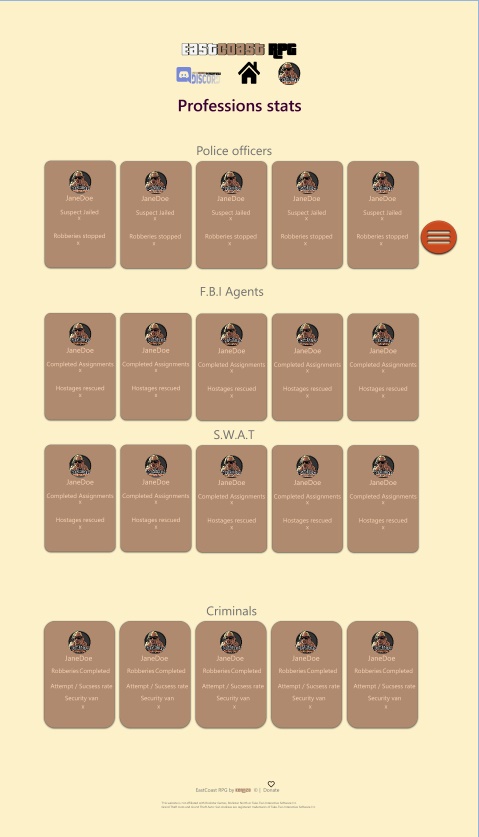 EastCoast RPG
DISCORD
Professions stats
Police officers
JaneDoe JaneDoe JaneDoe JaneDoe JaneDoe
Suspect Jailed Suspect Jailed Suspect Jailed Suspect Jailed Suspect Jailed
x x x x x
Robberies stopped Robberies stopped Robberies stopped Robberies stopped Robberies stopped
x x x x x
F.B.I Agents
JaneDoe JaneDoe JaneDoe JaneDoe JaneDoe
Completed Assignments Completed Assignments Completed Assignments Completed Assignments Completed Assignments
x x x x x
Hostages rescued Hostages rescued Hostages rescued Hostages rescued Hostages rescued
x x x x x
S.W.A.T
JaneDoe JaneDoe JaneDoe JaneDoe JaneDoe
Completed Assignments Completed Assignments Completed Assignments Completed Assignments Completed Assignments
x x x x x
Hostages rescued Hostages rescued Hostages rescued Hostages rescued Hostages rescued
x x x x x
Criminals
JaneDoe JaneDoe JaneDoe JaneDoe JaneDoe
Robberies Completed Robberies Completed Robberies Completed Robberies Completed Robberies Completed
Attempt / Sucsess rate Attempt / Sucsess rate Attempt / Sucsess rate Attempt / Sucsess rate Attempt / Sucsess rate
Security van Security van Security van Security van Security van
x x x x x
EastCoast RPG by ® | Donate